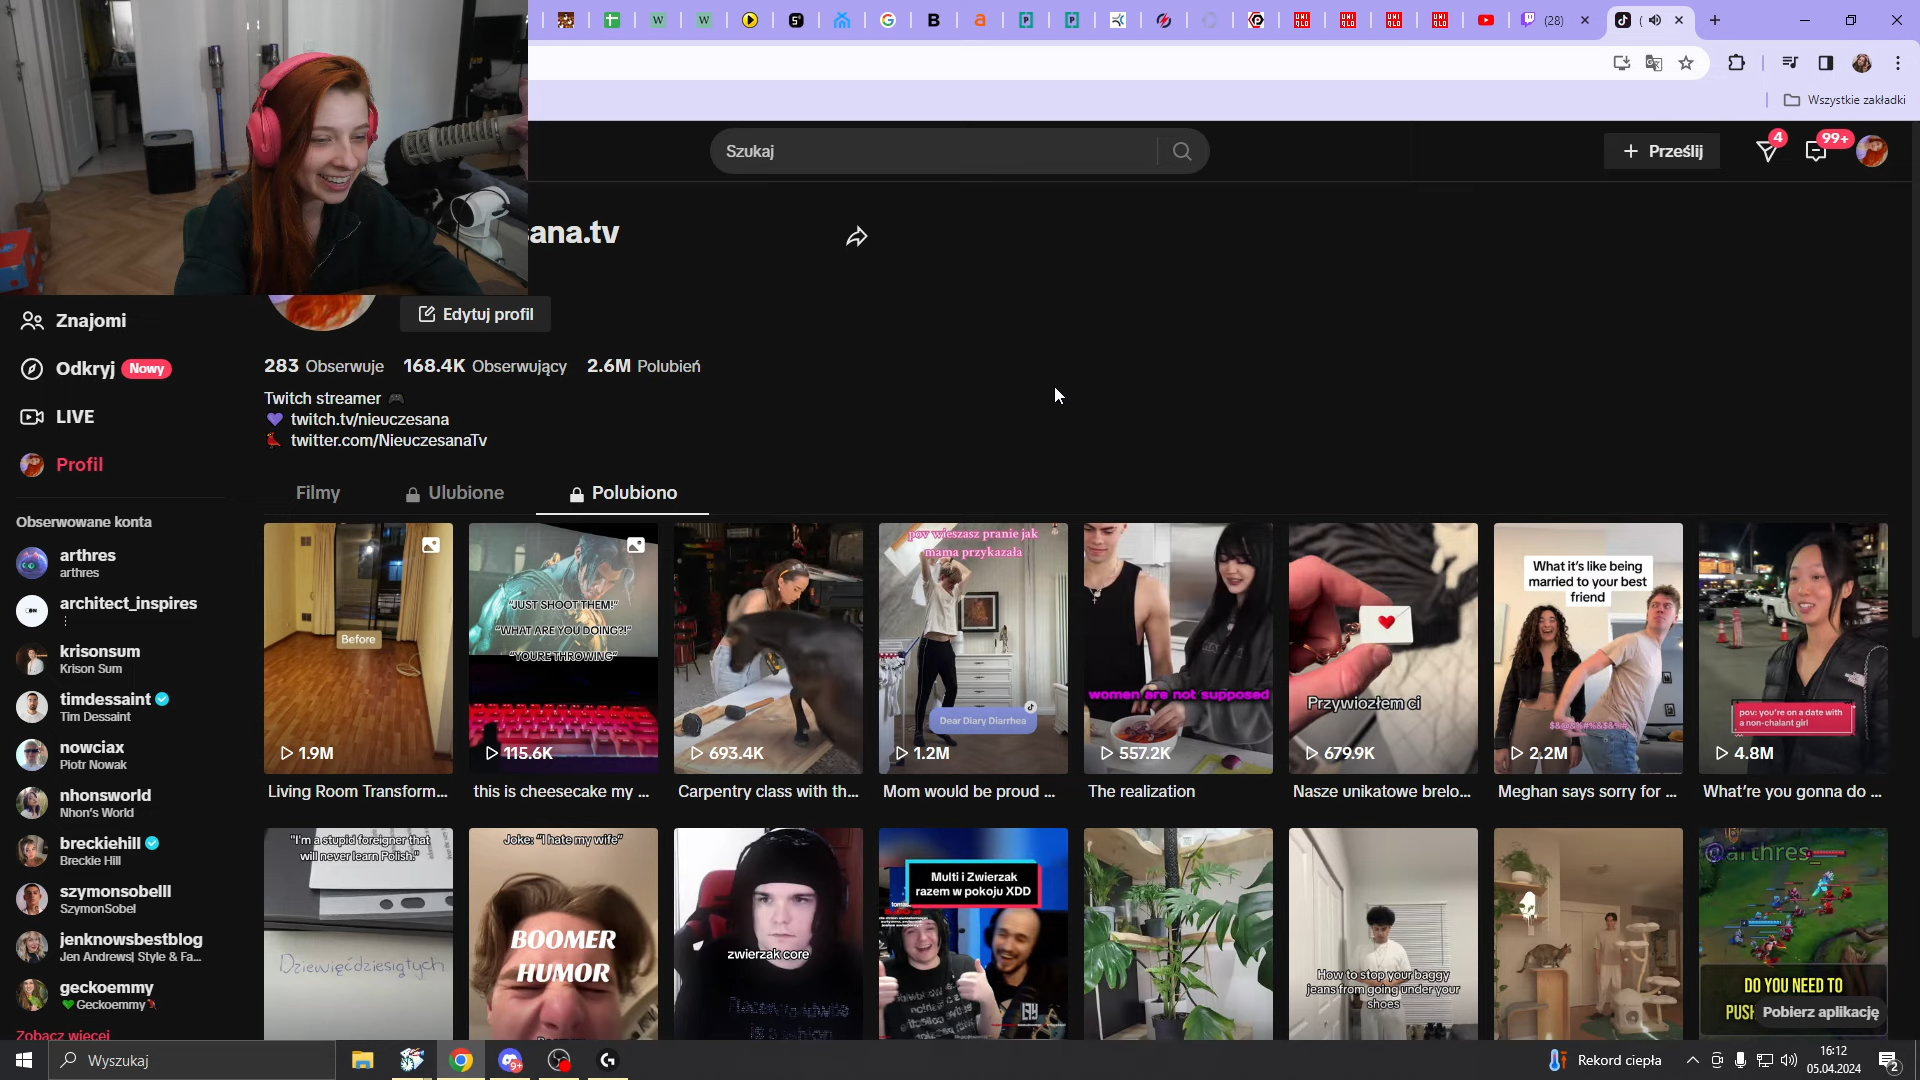 (28)
Wszystkie zakładki
Szukaj
Prześlij
4
99+
ana.tv
Edytuj profil
283 Obserwuje 168.4K Obserwujący 2.6M Polubień
Twitch streamer
twitch.tv/nieuczesana
twitter.com/NieuczesanaTv
Filmy
Ulubione
Polubiono
Znajomi
Odkryj Nowy
LIVE
Profil
Obserwowane konta
arthres
arthres
architect_inspires
krisonsum
Krison Sum
timdessaint
Tim Dessaint
nowciax
Piotr Nowak
nhonsworld
Nhon's World
breckiehill
Breckie Hill
szymonsobelll
SzymonSobel
jenknowsbestblog
Jen Andrews| Style & Fa...
geckoemmy
Geckoemmy
Zobacz więcej
Before
1.9M
Living Room Transform...
"JUST SHOOT THEM!"
"WHAT ARE YOU DOING?!"
"YOURE THROWING"
115.6K
this is cheesecake my ...
693.4K
Carpentry class with th...
pov wieszasz pranie jak
mama przykazała
Dear Diary Diarrhea
1.2M
Mom would be proud ...
women are not supposed
557.2K
The realization
Przywiozłem ci
679.9K
Nasze unikatowe brelo...
What it's like being
married to your best
friend
2.2M
Meghan says sorry for ...
pov: you're on a date with
a non-chalant girl
4.8M
What're you gonna do ...
"I'm a stupid foreigner that
will never learn Polish."
Dziewięćdziesiątych
Joke: "I hate my wife"
BOOMER
HUMOR
zwierzak core
Multi i Zwierzak
razem w pokoju XDD
How to stop your baggy
jeans from going under your
shoes
@arthres_
DO YOU NEED TO
PUSH
Pobierz aplikację
Wyszukaj
9+
Rekord ciepła
16:12
05.04.2024
2